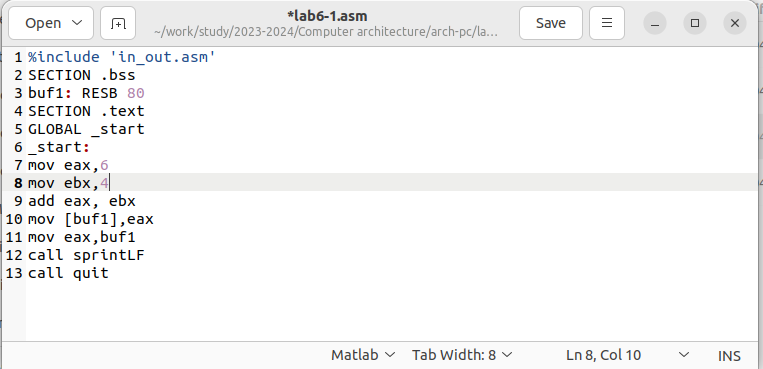 Open
*lab6-1.asm
~/work/study/2023-2024/Computer architecture/arch-pc/la...
Save
1 %include 'in_out.asm'
2 SECTION .bss
3 buf1: RESB 80
4 SECTION .text
5 GLOBAL _start
6 _start:
7 mov eax,6
8 mov ebx,4
9 add eax, ebx
10 mov [buf1],eax
11 mov eax,buf1
12 call sprintLF
13 call quit
Matlab Tab Width: 8 Ln 8, Col 10 INS